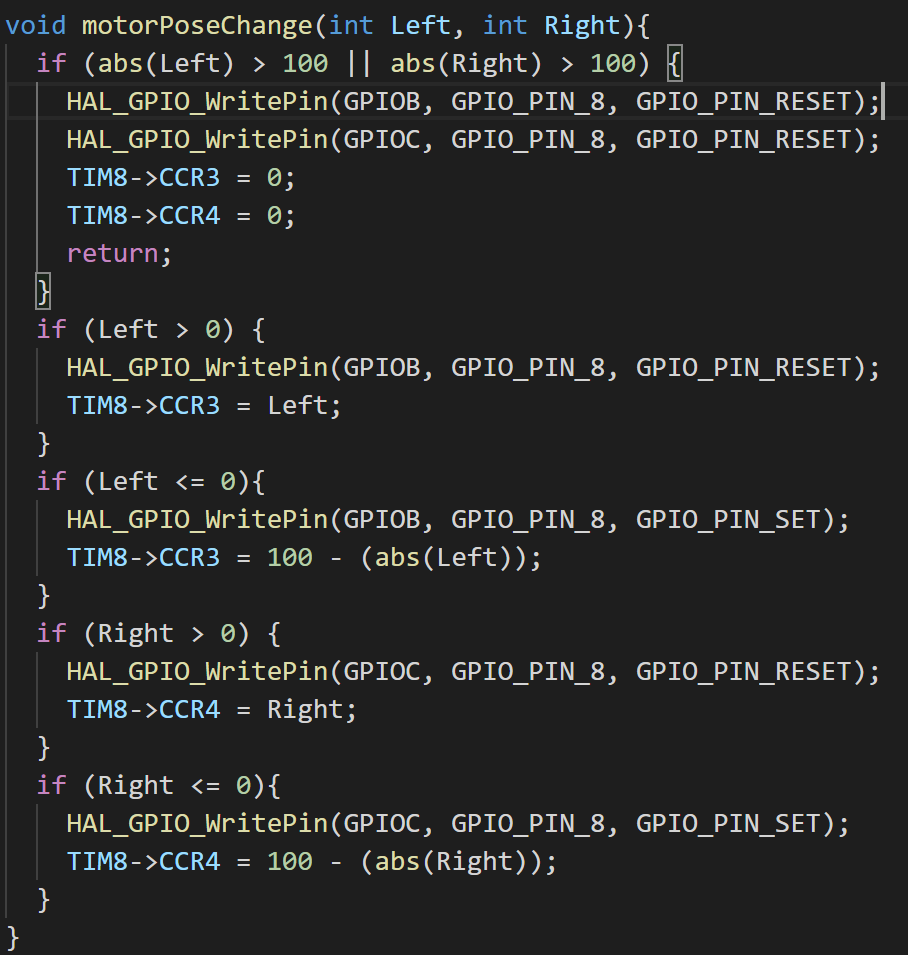 void motorPoseChange(int Left, int Right){
  if (abs(Left) > 100 || abs(Right) > 100) {
    HAL_GPIO_WritePin(GPIOB, GPIO_PIN_8, GPIO_PIN_RESET);
    HAL_GPIO_WritePin(GPIOC, GPIO_PIN_8, GPIO_PIN_RESET);
    TIM8->CCR3 = 0;
    TIM8->CCR4 = 0;
    return;
  }
  if (Left > 0) {
    HAL_GPIO_WritePin(GPIOB, GPIO_PIN_8, GPIO_PIN_RESET);
    TIM8->CCR3 = Left;
  }
  if (Left <= 0){
    HAL_GPIO_WritePin(GPIOB, GPIO_PIN_8, GPIO_PIN_SET);
    TIM8->CCR3 = 100 - (abs(Left));
  }
  if (Right > 0) {
    HAL_GPIO_WritePin(GPIOC, GPIO_PIN_8, GPIO_PIN_RESET);
    TIM8->CCR4 = Right;
  }
  if (Right <= 0){
    HAL_GPIO_WritePin(GPIOC, GPIO_PIN_8, GPIO_PIN_SET);
    TIM8->CCR4 = 100 - (abs(Right));
  }
}